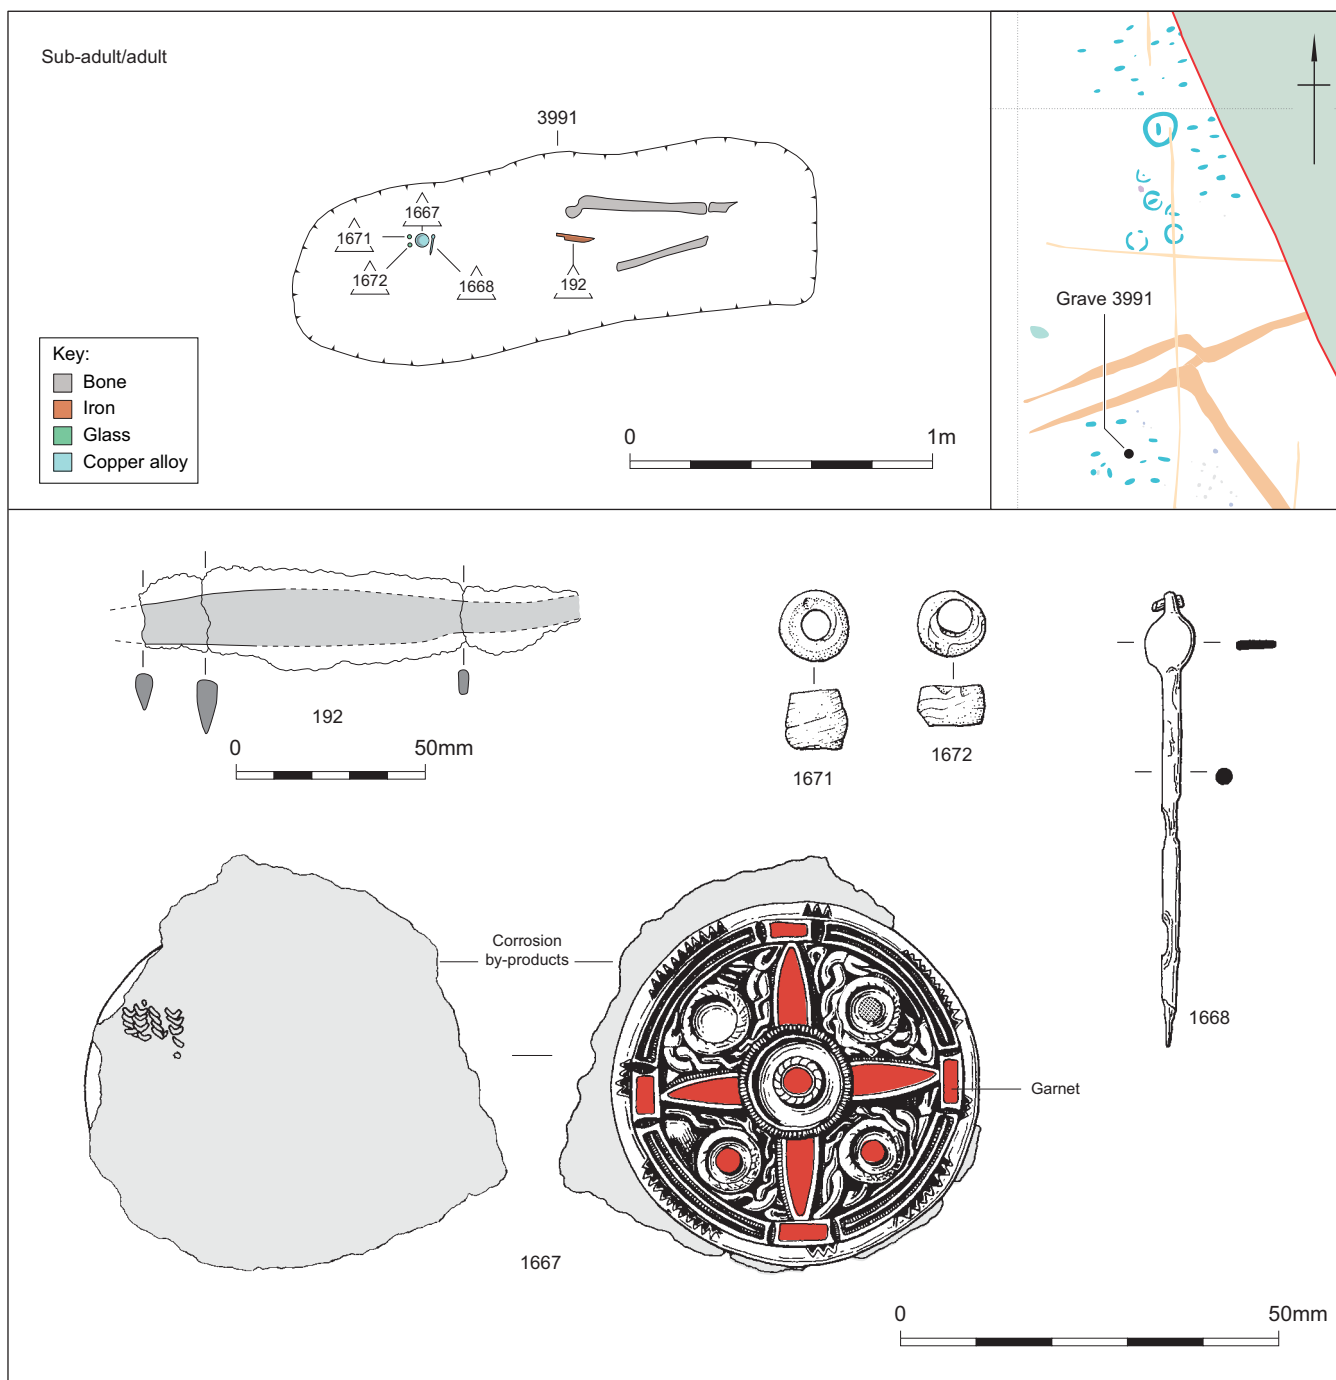 Sub-adult/adult
3991
1667
1671
1672
1668
192
Key:
Bone
Iron
Glass
Copper alloy
0 1m
Grave 3991
192
0 50mm
1671
1672
1668
Corrosion
by-products
Garnet
1667
0 50mm